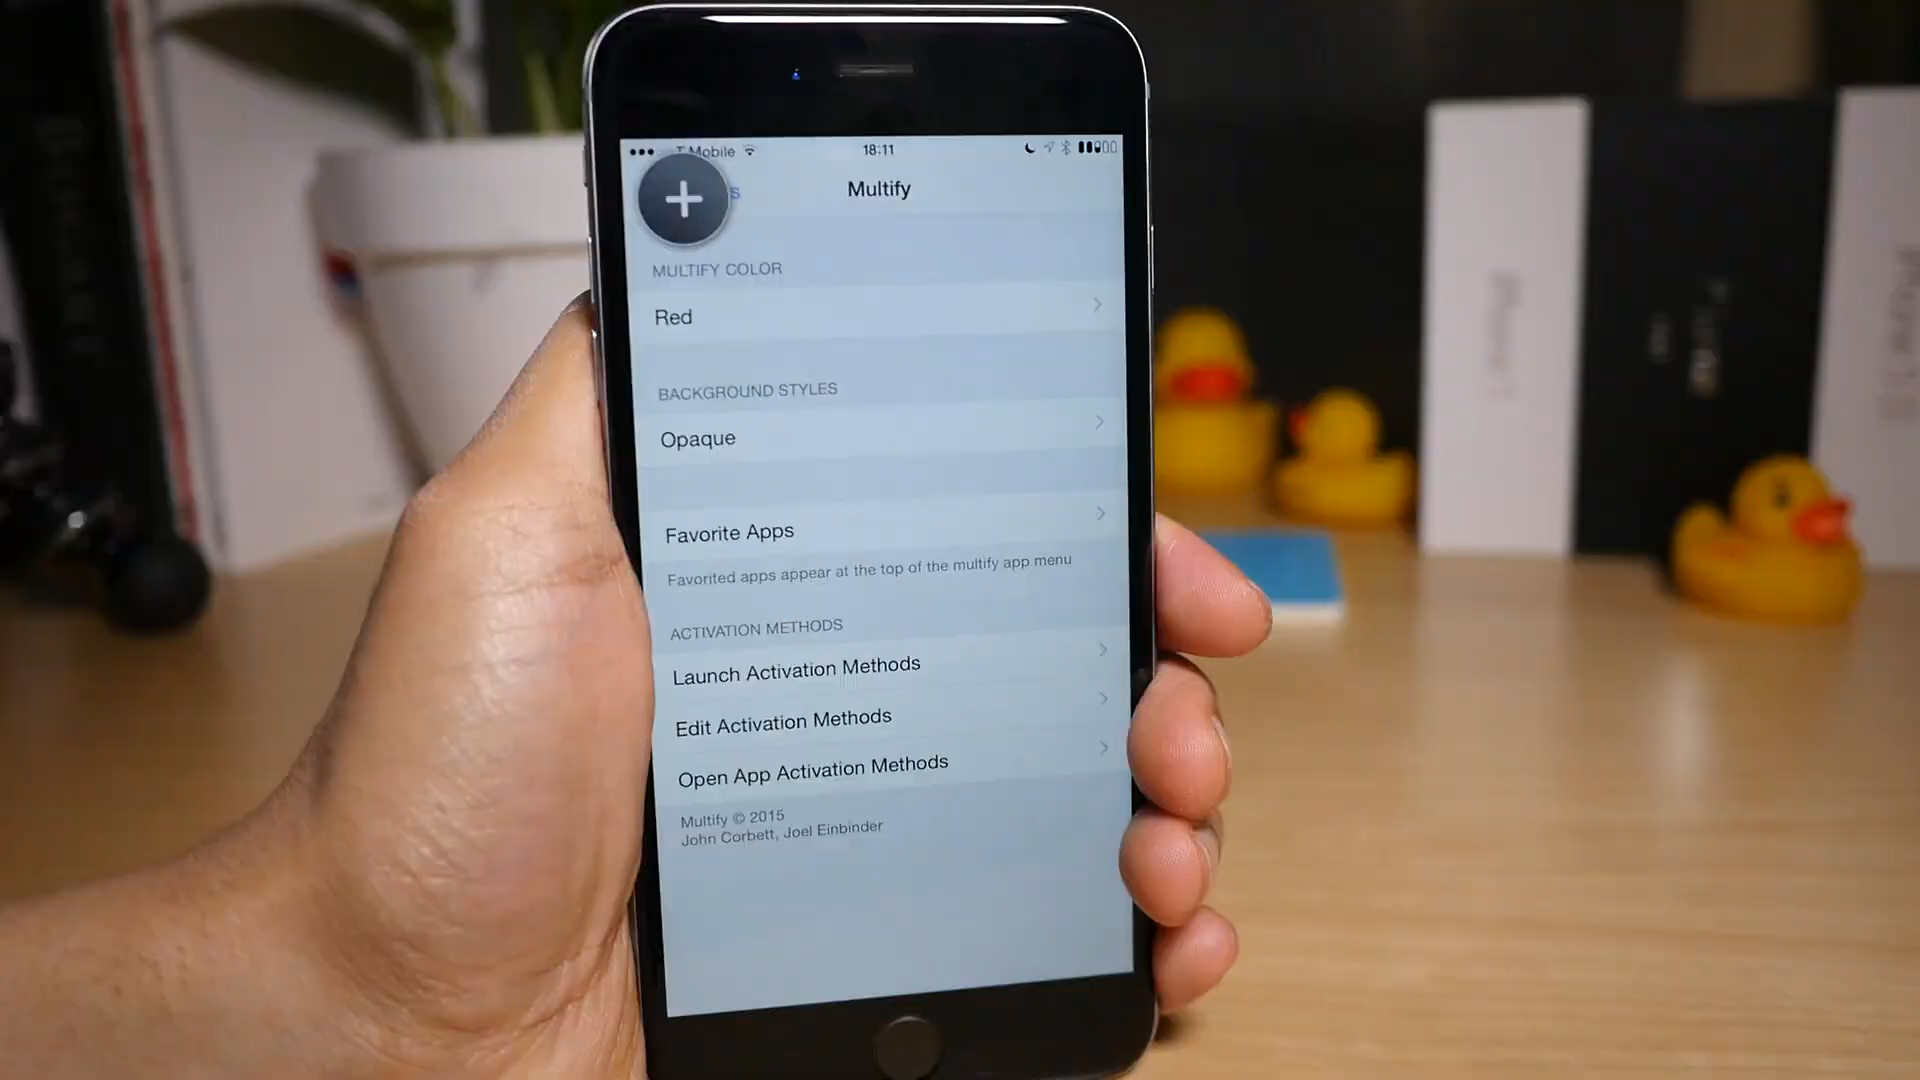 T-Mobile 18:11
Multify
MULTIFY COLOR
Red
BACKGROUND STYLES
Opaque
Favorite Apps
Favorited apps appear at the top of the multify app menu
ACTIVATION METHODS
Launch Activation Methods
Edit Activation Methods
Open App Activation Methods
Multify © 2015
John Corbett, Joel Einbinder